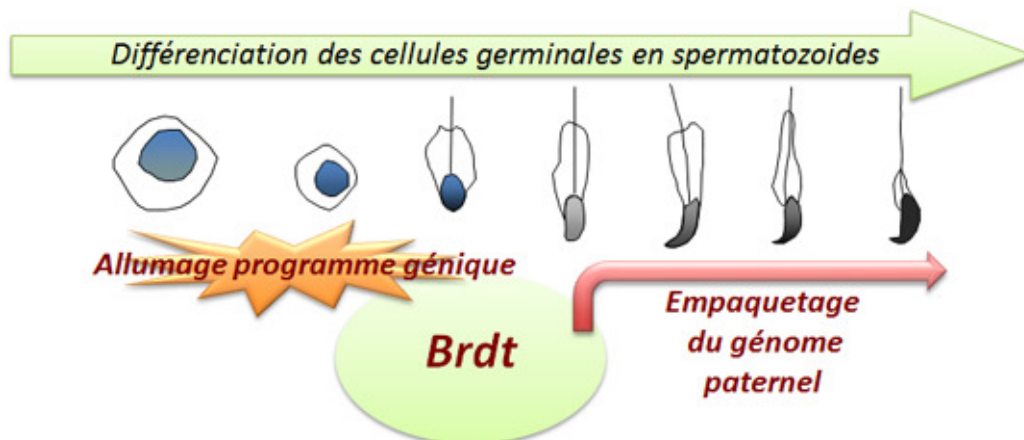 Différenciation des cellules germinales en spermatozoides
Allumage programme génique
Brdt
Empaquetage
du génome
paternel